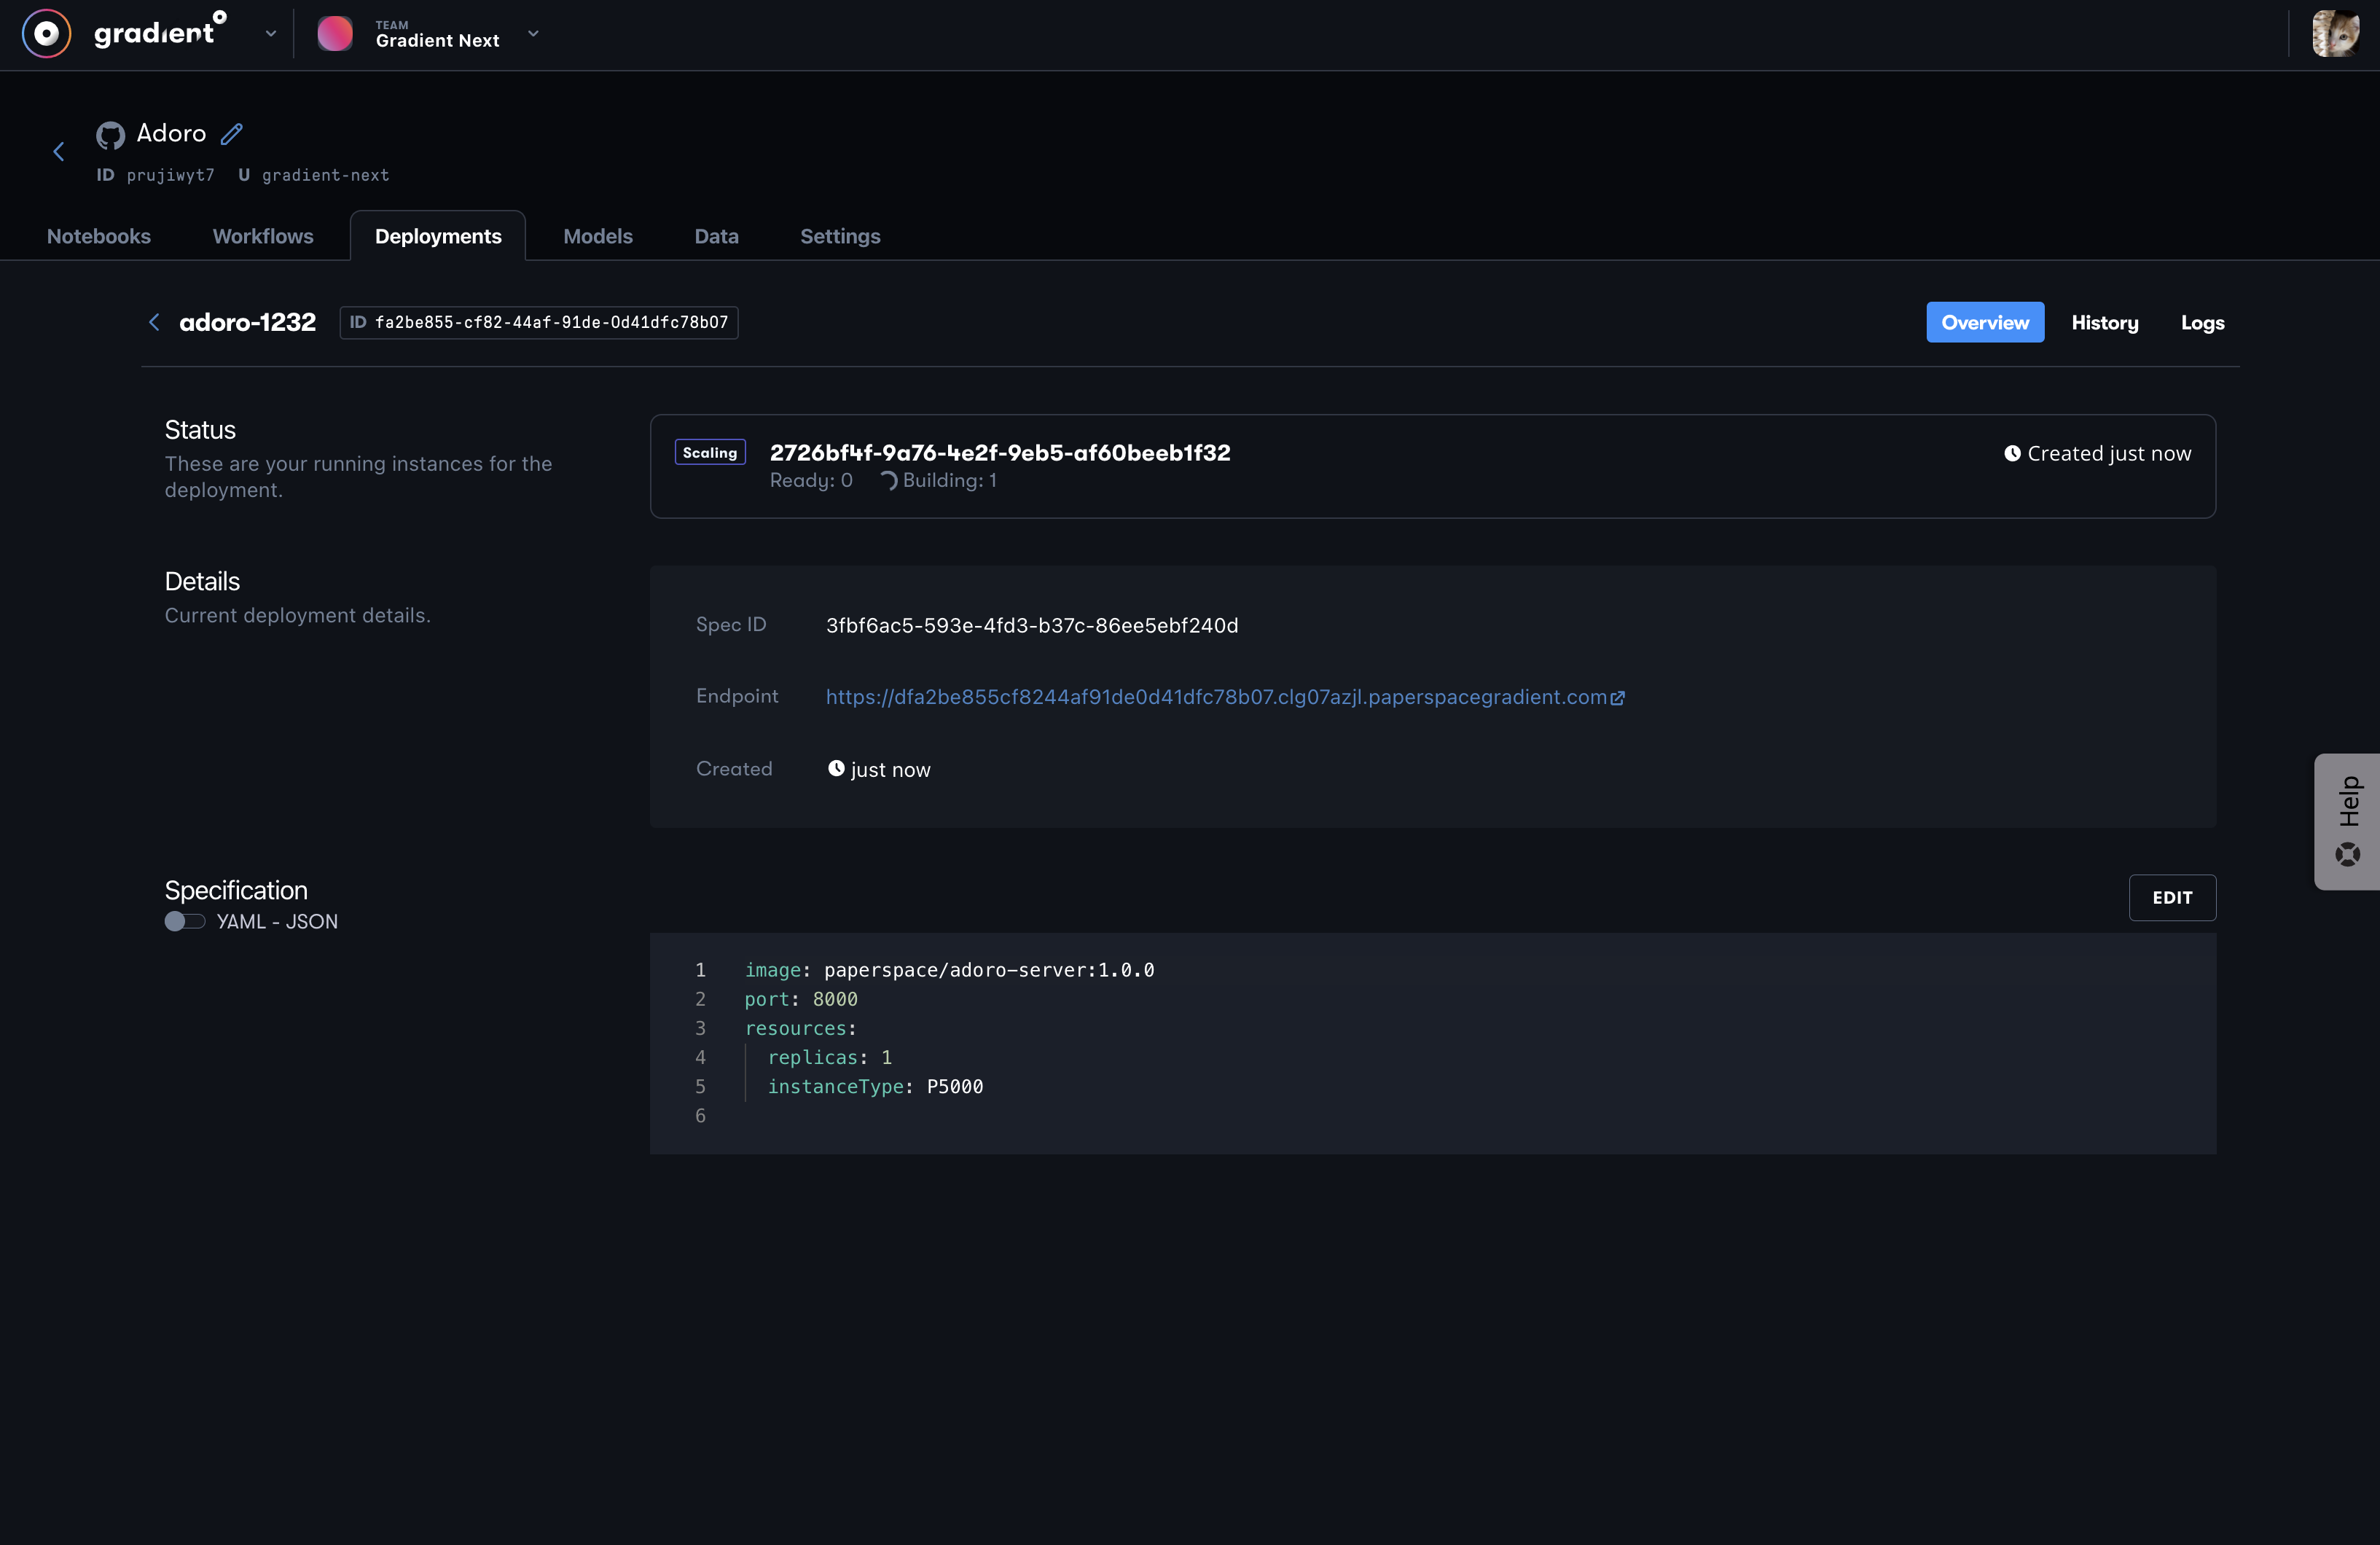 gradient
TEAM
Gradient Next
Adoro
ID prujiwyt7 U gradient-next
Notebooks Workflows Deployments Models Data Settings
adoro-1232 ID fa2be855-cf82-44af-91de-0d41dfc78b07 Overview History Logs
Status
These are your running instances for the
deployment.
Scaling 2726bf4f-9a76-4e2f-9eb5-af60beeb1f32 Created just now
Ready: 0 Building: 1
Details
Current deployment details.
Spec ID 3fbf6ac5-593e-4fd3-b37c-86ee5ebf240d
Endpoint https://dfa2be855cf8244af91de0d41dfc78b07.clg07azjl.paperspacegradient.com
Created just now
Help
Specification
YAML - JSON
EDIT
1 image: paperspace/adoro-server:1.0.0
2 port: 8000
3 resources:
4 replicas: 1
5 instanceType: P5000
6